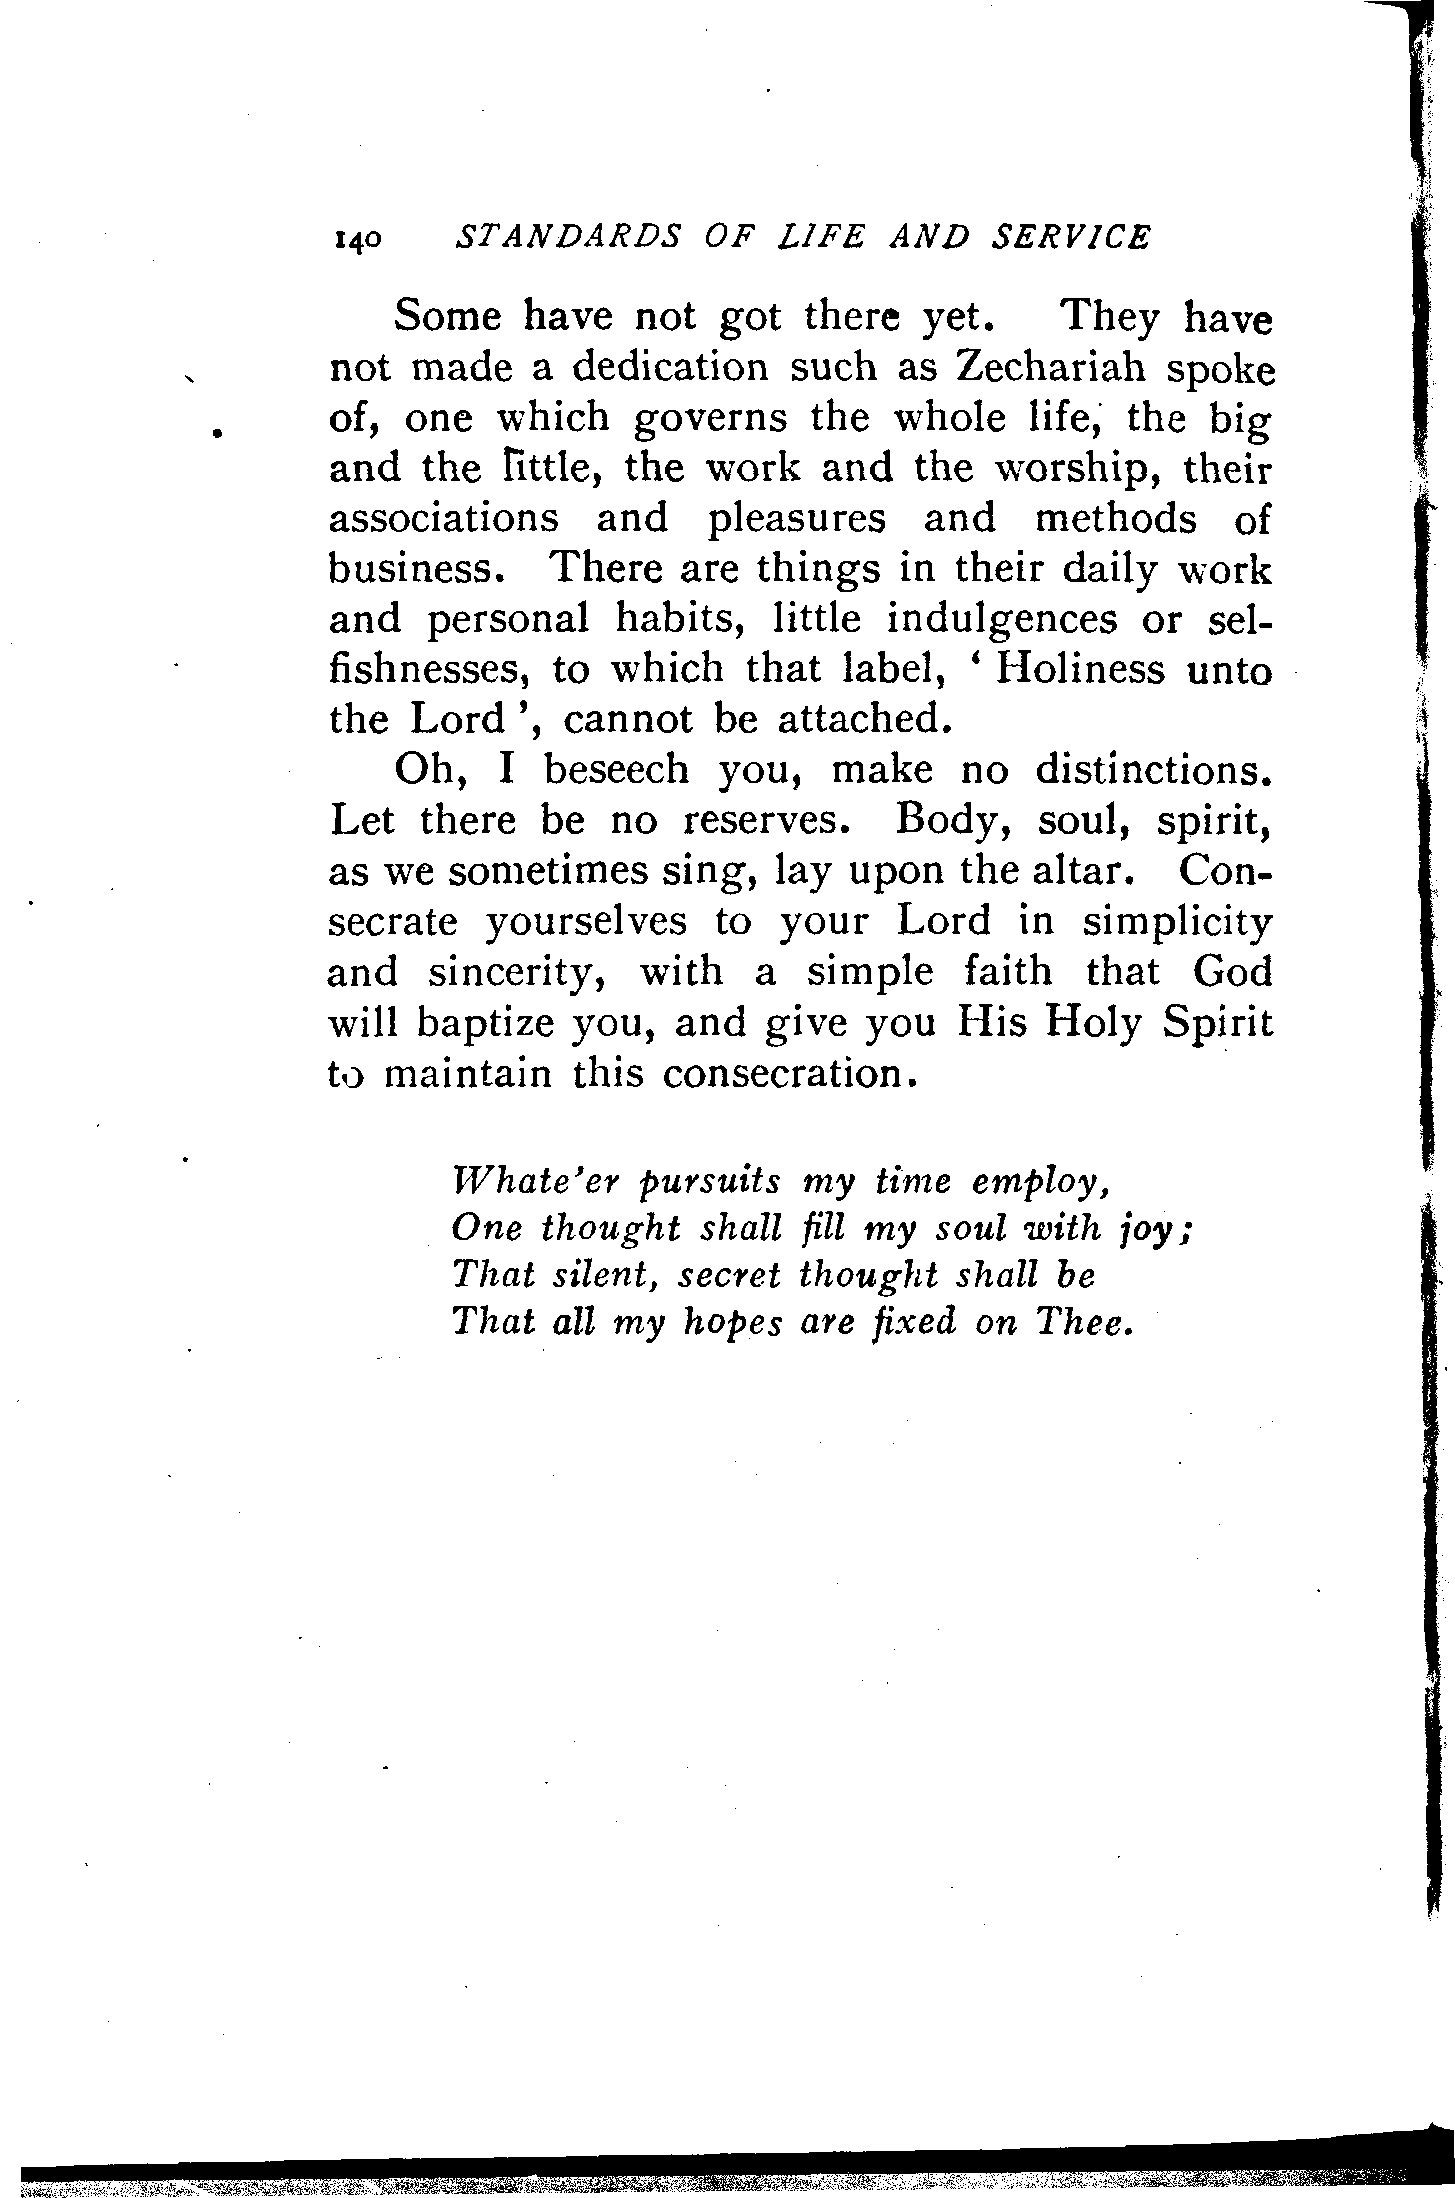 140 STANDARDS OF LIFE AND SERVICE
Some have not got there yet. They have
not made a dedication such as Zechariah spoke
of, one which governs the whole life, the big
and the little, the work and the worship, their
associations and pleasures and methods of
business. There are things in their daily work
and personal habits, little indulgences or sel-
fishnesses, to which that label, ‘ Holiness unto
the Lord ’, cannot be attached.
Oh, I beseech you, make no distinctions.
Let there be no reserves. Body, soul, spirit,
as we sometimes sing, lay upon the altar. Con-
secrate yourselves to your Lord in simplicity
and sincerity, with a simple faith that God
will baptize you, and give you His Holy Spirit
to maintain this consecration.
Whate'er pursuits my time employ,
One thought shall fill my soul with joy;
That silent, secret thought shall be
That all my hopes are fixed on Thee.